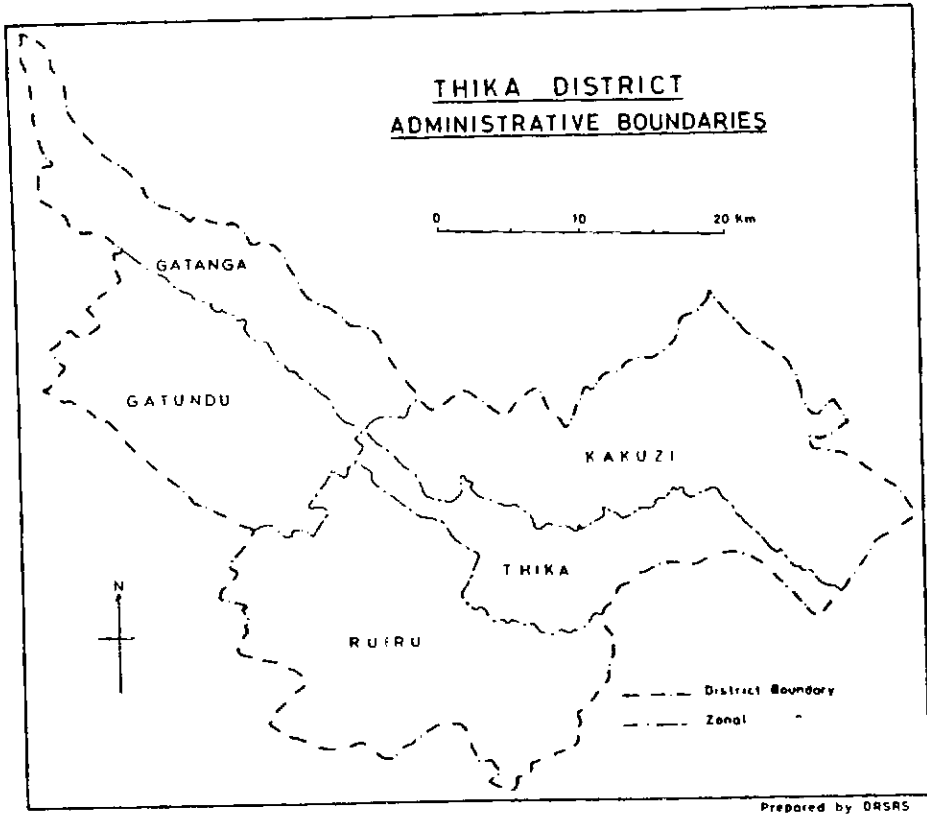 THIKA DISTRICT
ADMINISTRATIVE BOUNDARIES
0 10 20 Km
GATANGA
GATUNDU
KAKUZI
THIKA
RUIRU
N
District Boundary
Zonal "
Prepared by DRSRS